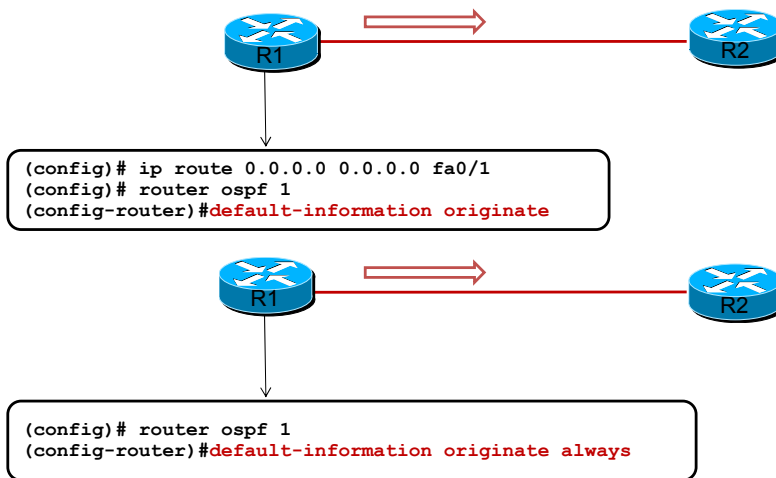 R1
R2
(config)# ip route 0.0.0.0 0.0.0.0 fa0/1
(config)# router ospf 1
(config-router)#default-information originate
R1
R2
(config)# router ospf 1
(config-router)#default-information originate always